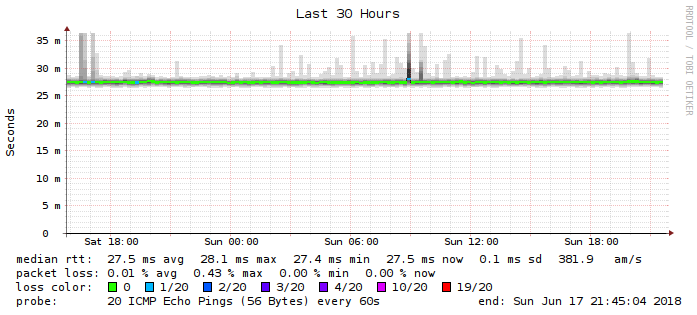 Last 30 Hours
RRDTOOL / TOBI OETIKER
Seconds
35 m
30 m
25 m
20 m
15 m
10 m
5 m
0
Sat 18:00 Sun 00:00 Sun 06:00 Sun 12:00 Sun 18:00
median rtt: 27.5 ms avg 28.1 ms max 27.4 ms min 27.5 ms now 0.1 ms sd 381.9 am/s
packet loss: 0.01 % avg 0.43 % max 0.00 % min 0.00 % now
loss color: 0 1/20 2/20 3/20 4/20 10/20 19/20
probe: 20 ICMP Echo Pings (56 Bytes) every 60s end: Sun Jun 17 21:45:04 2018